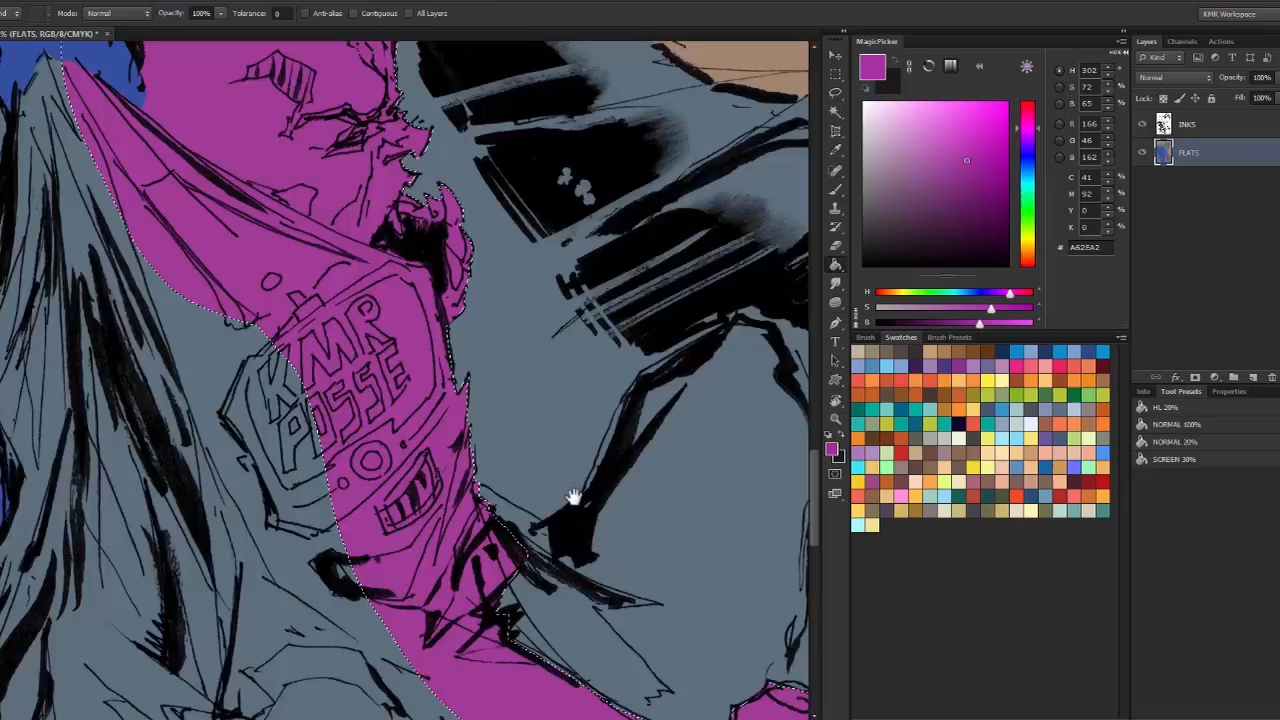 Mode: Normal Opacity: 100% Tolerance: 0 Anti-alias Contiguous All Layers
KMR Workspace
% (FLATS, RGB/8/CMYK) * ×
MagicPicker
HIDE
H 302 °
S 72 %
B 65 %
R 166
G 46
B 162
C 41 %
M 92 %
Y 0 %
K 0 %
# A62EA2
H
S
B
Brush Swatches Brush Presets
Layers Channels Actions
Kind
Normal Opacity: 100%
Lock: Fill: 100%
INKS
FLATS
fx
Info Tool Presets Properties
HL 20%
NORMAL 100%
NORMAL 20%
SCREEN 30%
KMR
POSSE